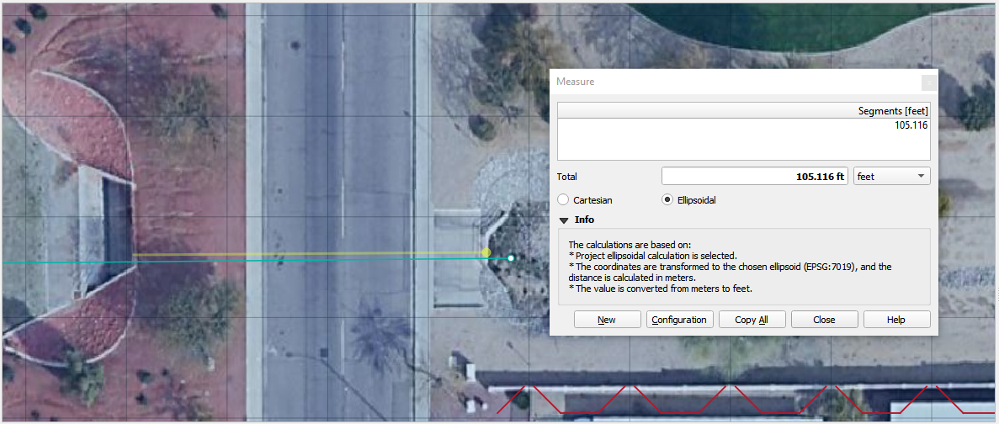 Measure
Segments [feet]
105.116
Total 105.116 ft feet
Cartesian Ellipsoidal
Info
The calculations are based on:
* Project ellipsoidal calculation is selected.
* The coordinates are transformed to the chosen ellipsoid (EPSG:7019), and the
distance is calculated in meters.
* The value is converted from meters to feet.
New Configuration Copy All Close Help